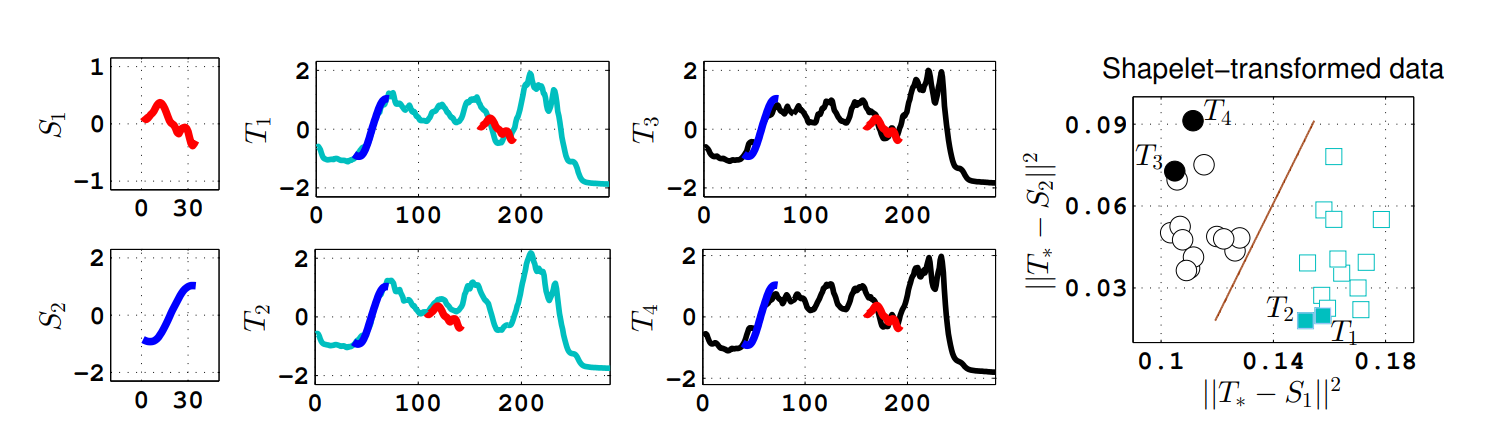 S1
1
0
−1
0 30
T1
2
0
−2
0 100 200
T3
2
0
−2
0 100 200
S2
2
0
−2
0 30
T2
2
0
−2
0 100 200
T4
2
0
−2
0 100 200
Shapelet−transformed data
||T∗ − S2||²
0.09
0.06
0.03
T4
T3
T2
T1
0.1 0.14 0.18
||T∗ − S1||²